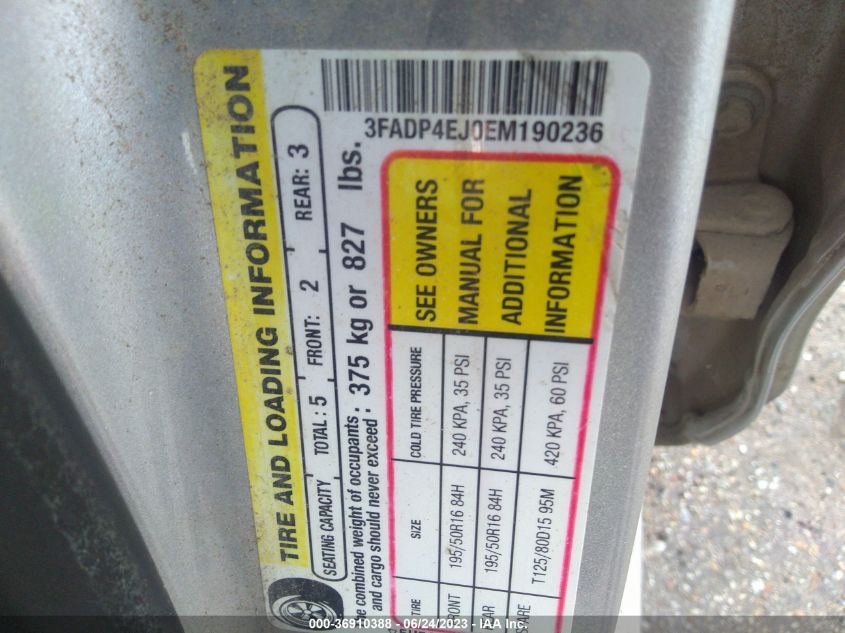 TIRE AND LOADING INFORMATION
SEATING CAPACITY TOTAL : 5 FRONT: 2 REAR: 3
combined weight of occupants :
and cargo should never exceed : 375 kg or 827 lbs.
SIZE COLD TIRE PRESSURE
195/50R16 84H 240 KPA, 35 PSI
195/50R16 84H 240 KPA, 35 PSI
T125/80D15 95M 420 KPA, 60 PSI
SEE OWNERS
MANUAL FOR
ADDITIONAL
INFORMATION
3FADP4EJ0EM190236
000-36910388 - 06/24/2023 - IAAI.com